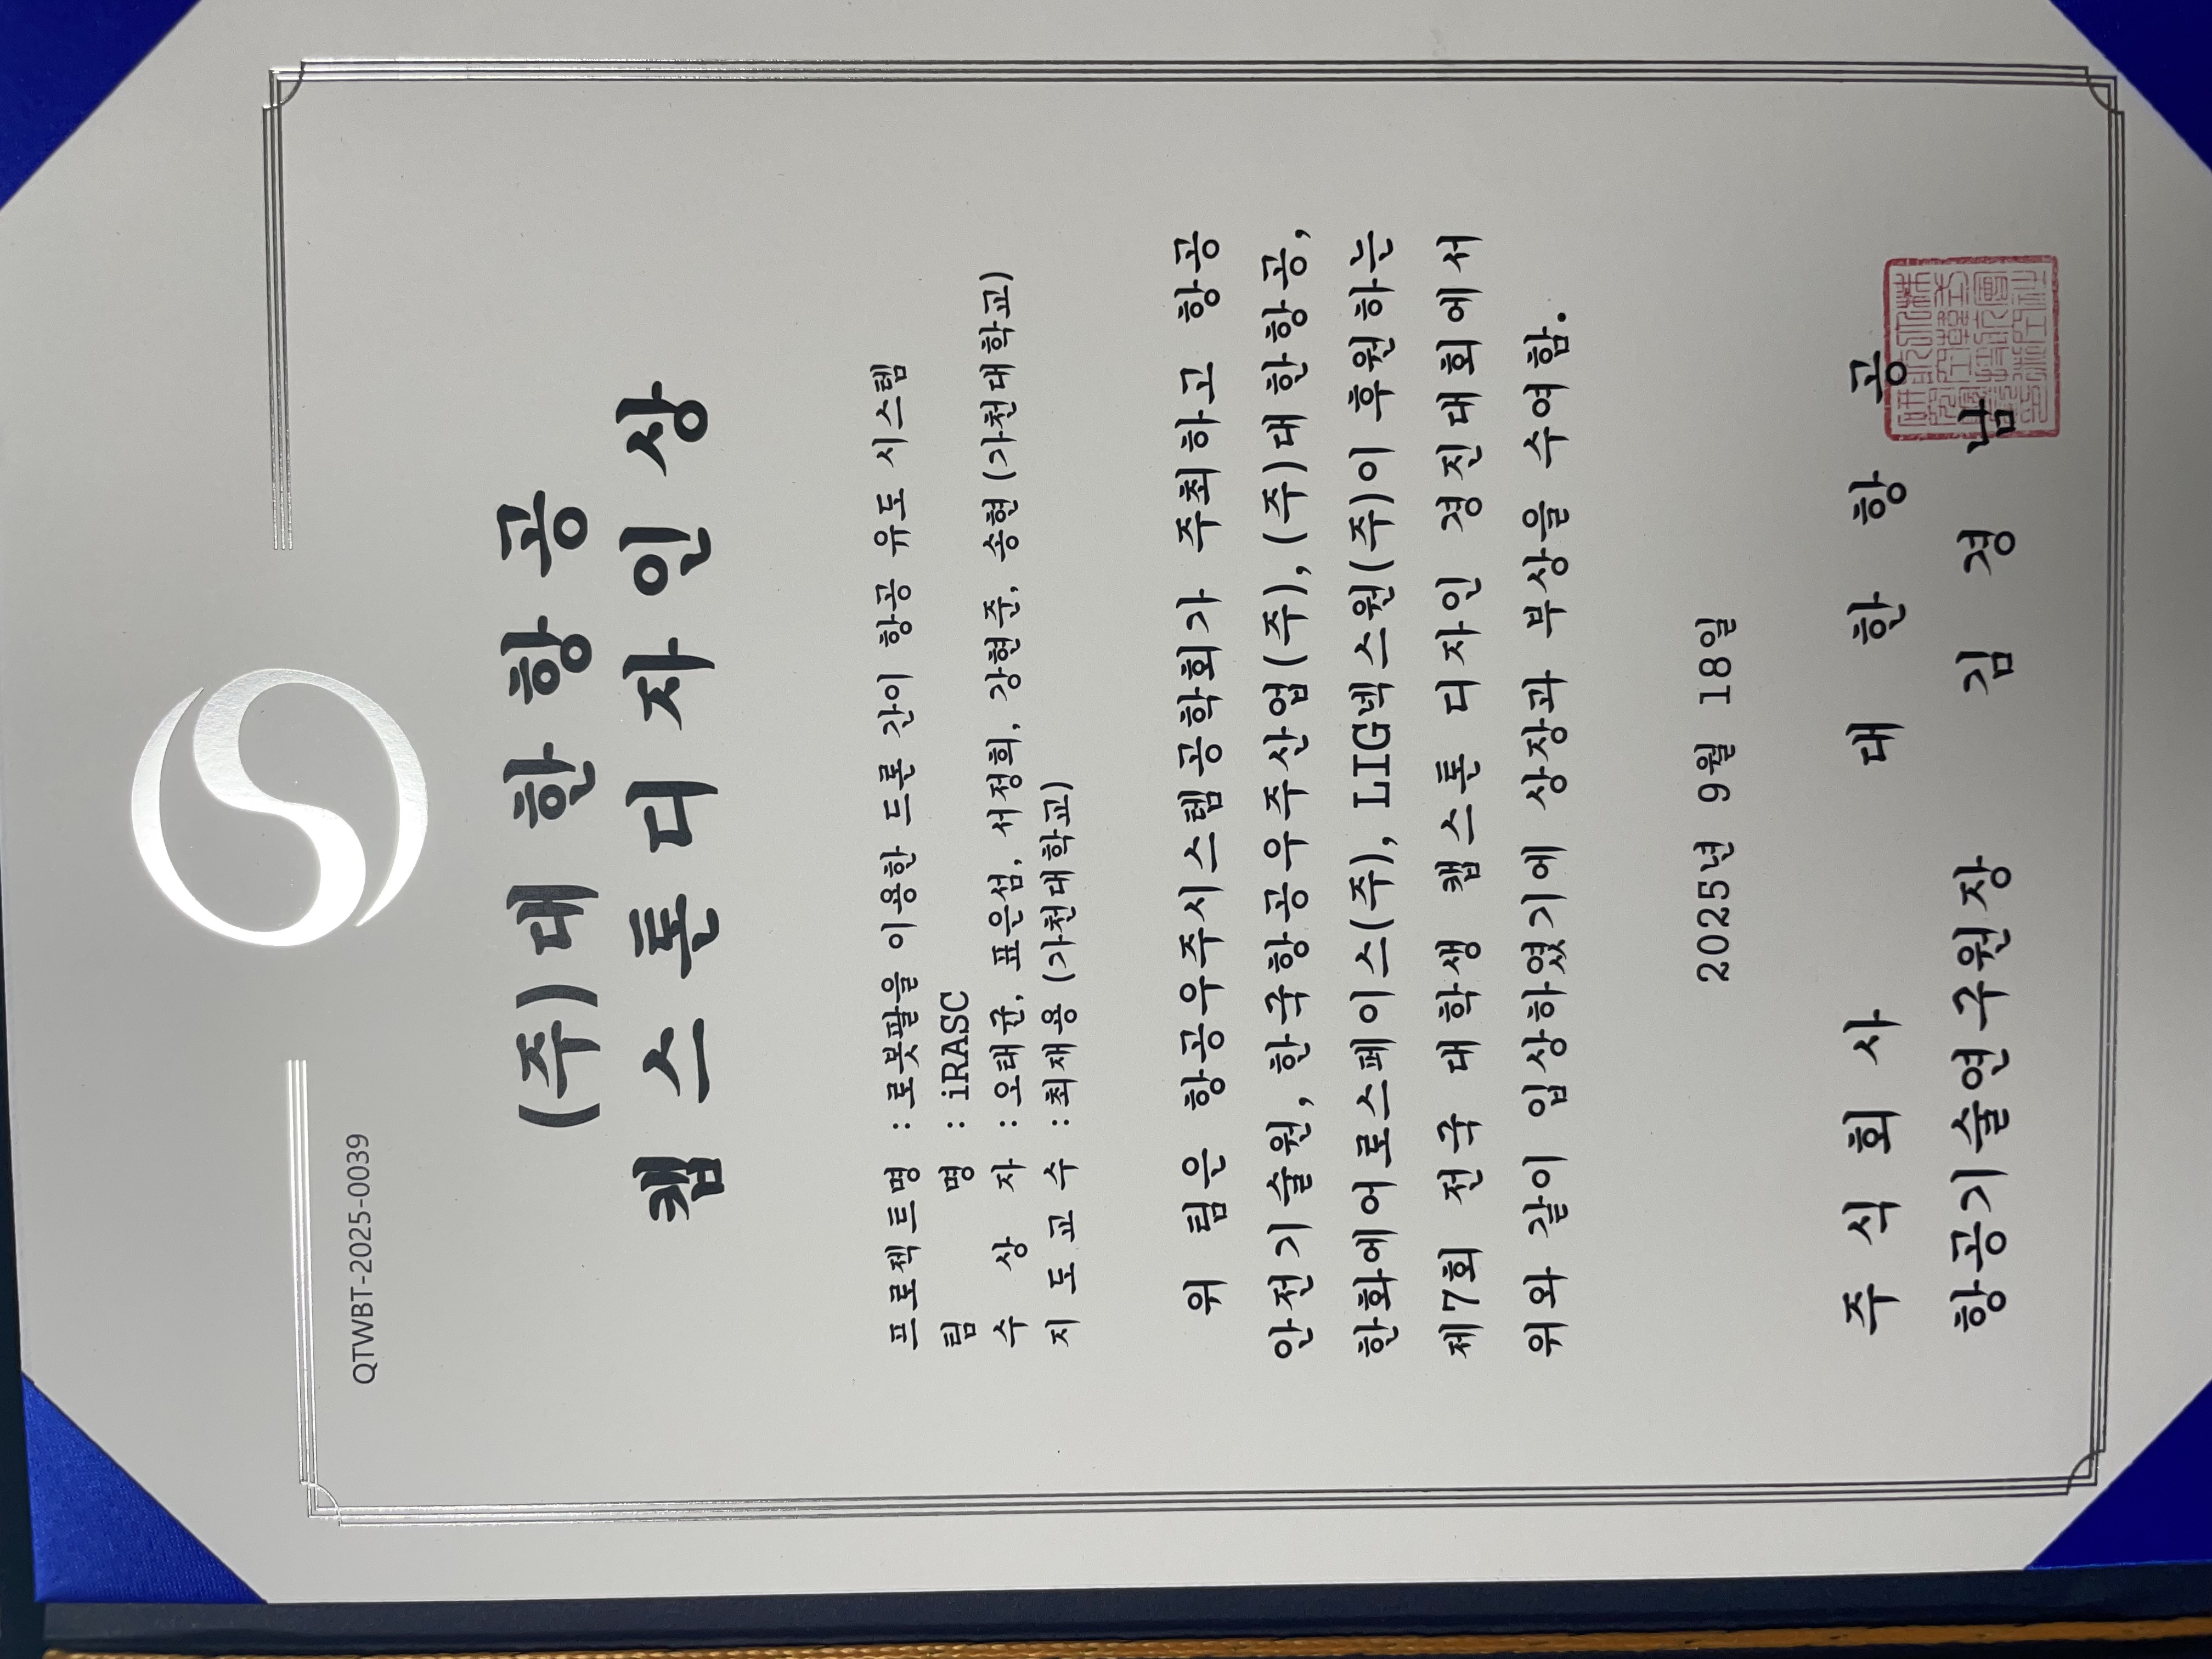 QTWBT-2025-0039
(주)대한항공
캡스톤디자인상
프로젝트명 : 로봇팔을 이용한 드론 간이 항공 유도 시스템
팀 명 : iRASC
수 상 자 : 오태균, 표은섬, 서정희, 강현준, 송현 (가천대학교)
지 도 교 수 : 최재용 (가천대학교)
위 팀은 항공우주시스템공학회가 주최하고 항공
안전기술원, 한국항공우주산업(주), (주)대한항공,
한화에어로스페이스(주), LIG넥스원(주)이 후원하는
제7회 전국 대학생 캡스톤 디자인 경진대회에서
위와 같이 입상하였기에 상장과 부상을 수여함.
2025년 9월 18일
주식회사 대한항공
항공기술연구원장 김경남